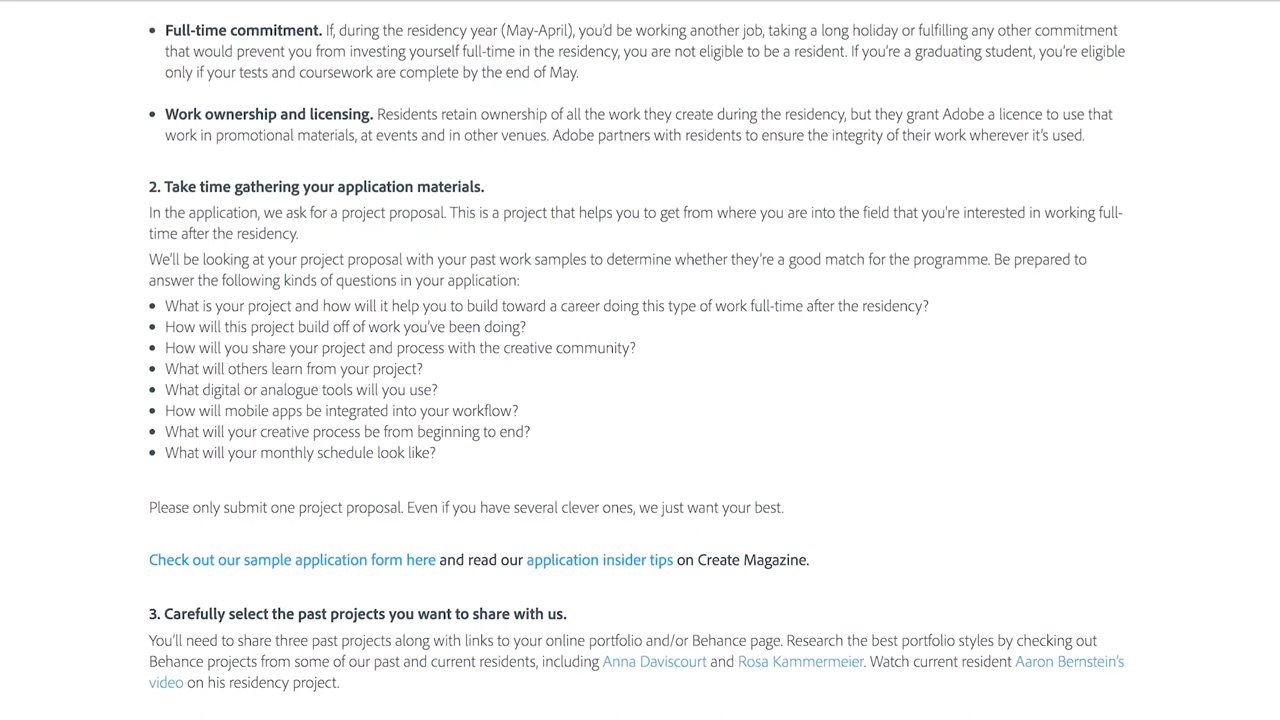 • Full-time commitment. If, during the residency year (May-April), you'd be working another job, taking a long holiday or fulfilling any other commitment
that would prevent you from investing yourself full-time in the residency, you are not eligible to be a resident. If you're a graduating student, you're eligible
only if your tests and coursework are complete by the end of May.
• Work ownership and licensing. Residents retain ownership of all the work they create during the residency, but they grant Adobe a licence to use that
work in promotional materials, at events and in other venues. Adobe partners with residents to ensure the integrity of their work wherever it's used.
2. Take time gathering your application materials.
In the application, we ask for a project proposal. This is a project that helps you to get from where you are into the field that you're interested in working full-
time after the residency.
We'll be looking at your project proposal with your past work samples to determine whether they're a good match for the programme. Be prepared to
answer the following kinds of questions in your application:
• What is your project and how will it help you to build toward a career doing this type of work full-time after the residency?
• How will this project build off of work you've been doing?
• How will you share your project and process with the creative community?
• What will others learn from your project?
• What digital or analogue tools will you use?
• How will mobile apps be integrated into your workflow?
• What will your creative process be from beginning to end?
• What will your monthly schedule look like?
Please only submit one project proposal. Even if you have several clever ones, we just want your best.
Check out our sample application form here and read our application insider tips on Create Magazine.
3. Carefully select the past projects you want to share with us.
You'll need to share three past projects along with links to your online portfolio and/or Behance page. Research the best portfolio styles by checking out
Behance projects from some of our past and current residents, including Anna Daviscourt and Rosa Kammermeier. Watch current resident Aaron Bernstein's
video on his residency project.